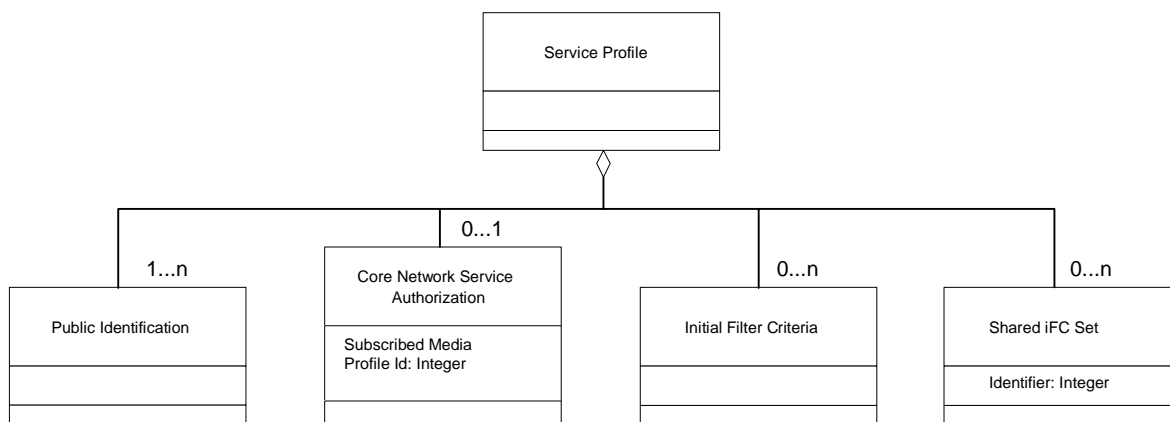 Service Profile
0...1
1...n
0...n
0...n
Core Network Service
Authorization
Public Identification
Initial Filter Criteria
Shared iFC Set
Subscribed Media
Profile Id: Integer
Identifier: Integer